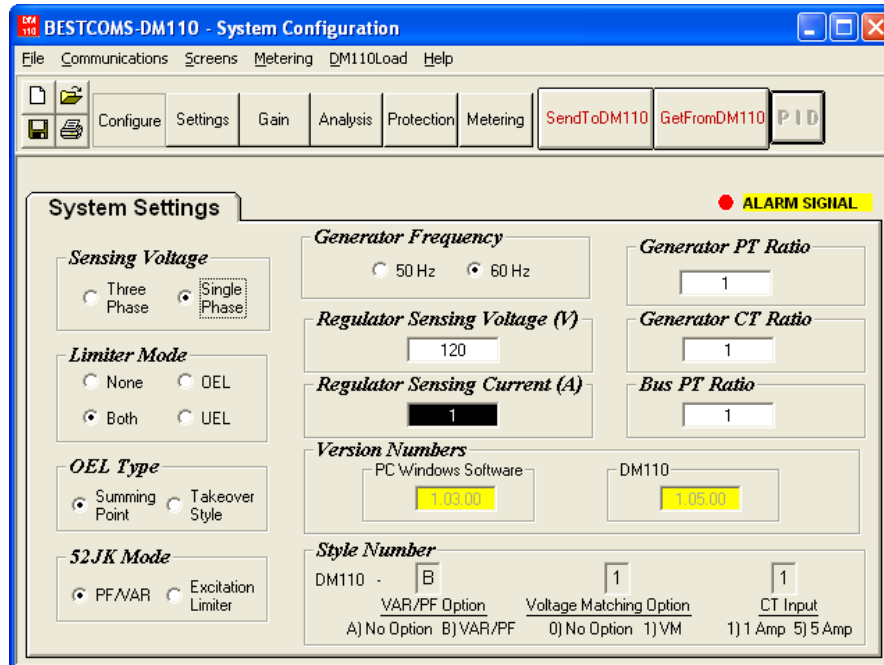 DM 110 BESTCOMS-DM110 - System Configuration
File Communications Screens Metering DM110Load Help
Configure Settings Gain Analysis Protection Metering SendToDM110 GetFromDM110 PID
System Settings
ALARM SIGNAL
Sensing Voltage
Three Phase
Single Phase
Limiter Mode
None OEL
Both UEL
OEL Type
Summing Point
Takeover Style
52JK Mode
PF/VAR
Excitation Limiter
Generator Frequency
50 Hz 60 Hz
Regulator Sensing Voltage (V)
120
Regulator Sensing Current (A)
1
Generator PT Ratio
1
Generator CT Ratio
1
Bus PT Ratio
1
Version Numbers
PC Windows Software
1.03.00
DM110
1.05.00
Style Number
DM110 - B 1 1
VAR/PF Option Voltage Matching Option CT Input
A) No Option B) VAR/PF 0) No Option 1) VM 1) 1 Amp 5) 5 Amp